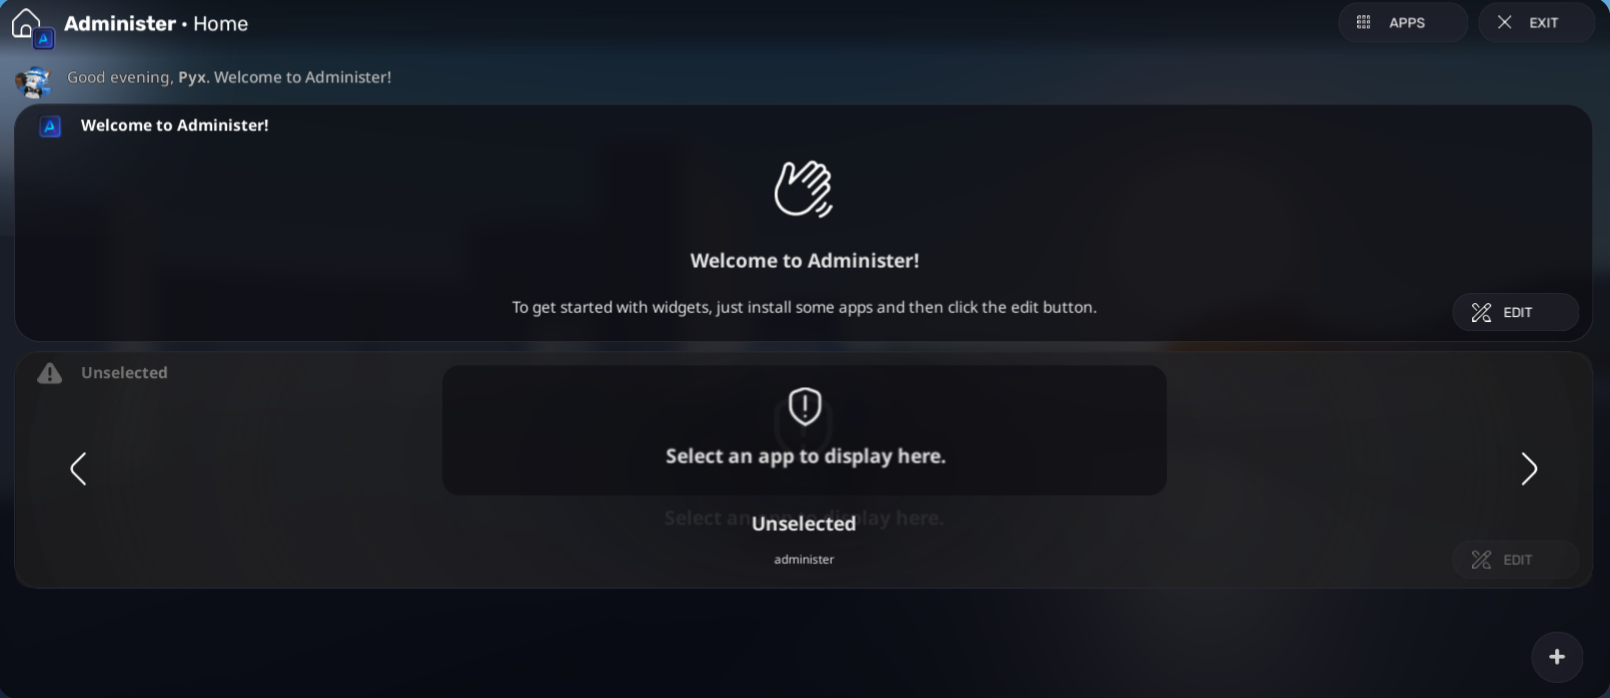 Administer • Home
APPS
EXIT
Good evening, Pyx. Welcome to Administer!
Welcome to Administer!
Welcome to Administer!
To get started with widgets, just install some apps and then click the edit button.
EDIT
Unselected
Select an app to display here.
Select an app to display here.
Unselected
administer
EDIT